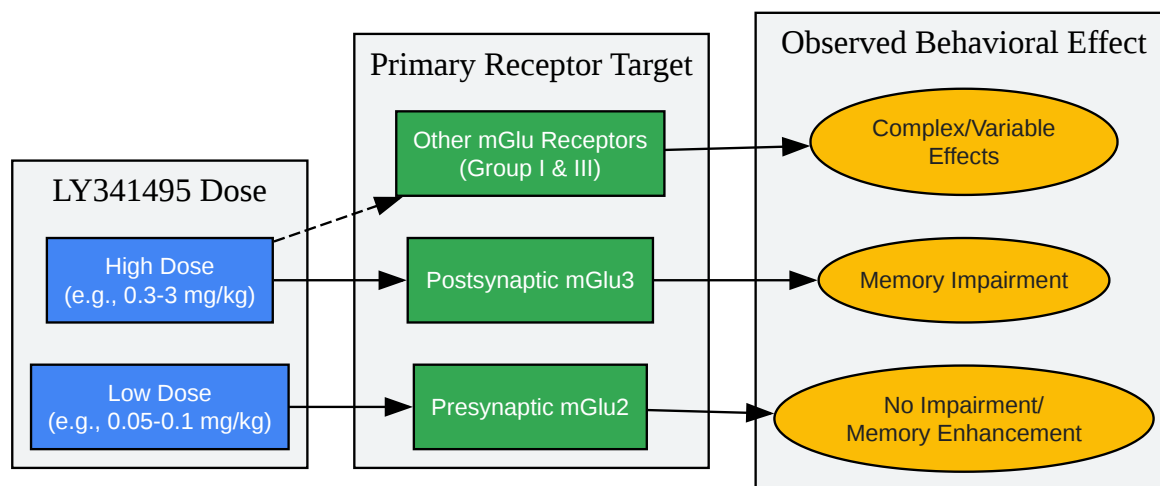 LY341495 Dose
High Dose
(e.g., 0.3-3 mg/kg)
Low Dose
(e.g., 0.05-0.1 mg/kg)
Primary Receptor Target
Other mGlu Receptors
(Group I & III)
Postsynaptic mGlu3
Presynaptic mGlu2
Observed Behavioral Effect
Complex/Variable
Effects
Memory Impairment
No Impairment/
Memory Enhancement